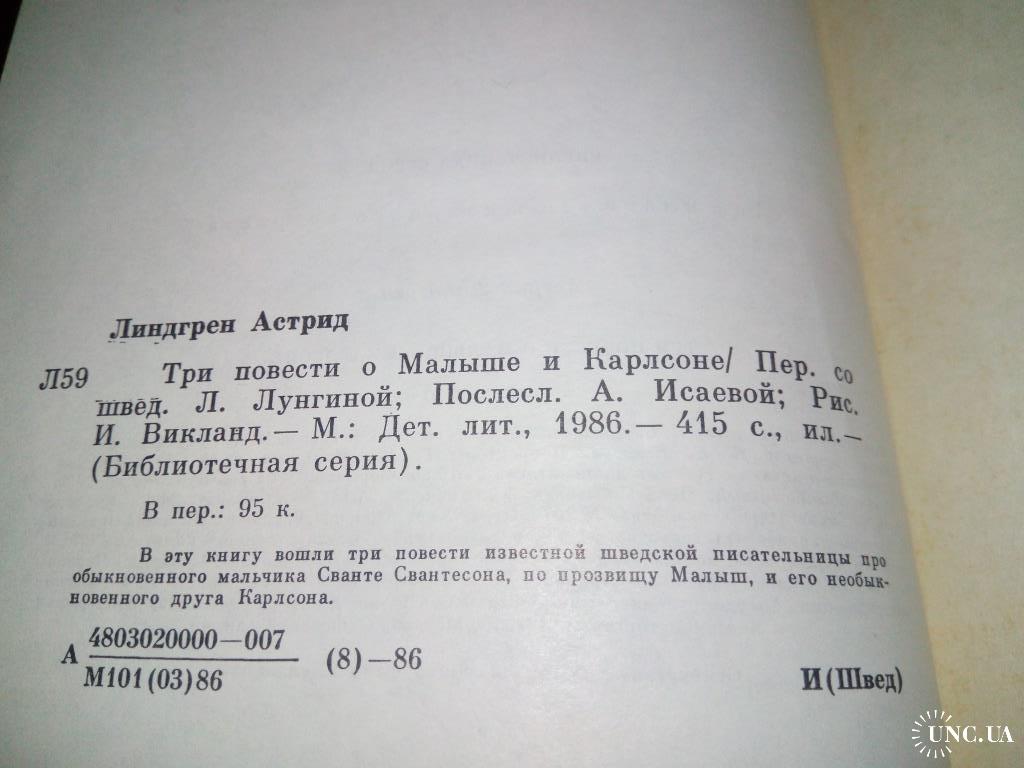 Линдгрен Астрид
Л59 Три повести о Малыше и Карлсоне/ Пер. со
швед. Л. Лунгиной; Послесл. А. Исаевой; Рис.
И. Викланд.— М.: Дет. лит., 1986.— 415 с., ил.—
(Библиотечная серия).
В пер.: 95 к.
В эту книгу вошли три повести известной шведской писательницы про
обыкновенного мальчика Сванте Свантесона, по прозвищу Малыш, и его необык-
новенного друга Карлсона.
А 4803020000—007
М101(03)86
(8)—86
И(Швед)
UNC.UA